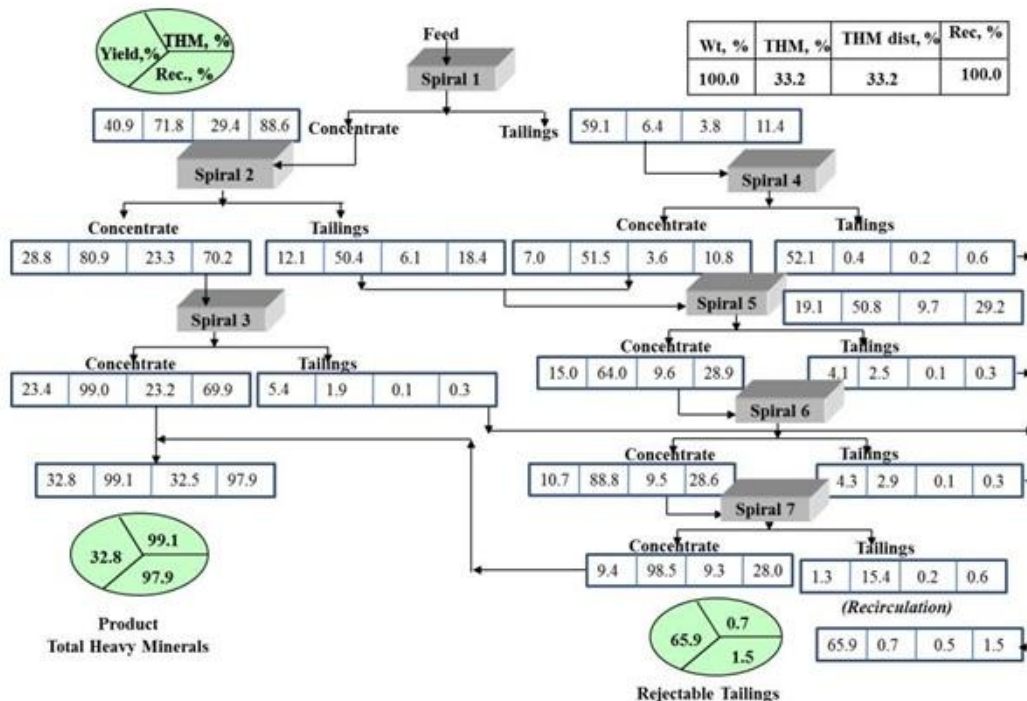 Feed
Yield,% THM, % Rec., %
Spiral 1
Wt, % THM, % THM dist, % Rec, %
100.0 33.2 33.2 100.0
40.9 71.8 29.4 88.6
Concentrate
Tailings
59.1 6.4 3.8 11.4
Spiral 2
Spiral 4
Concentrate
Tailings
Concentrate
Tailings
28.8 80.9 23.3 70.2
12.1 50.4 6.1 18.4
7.0 51.5 3.6 10.8
52.1 0.4 0.2 0.6
Spiral 3
Spiral 5
19.1 50.8 9.7 29.2
Concentrate
Tailings
Concentrate
Tailings
23.4 99.0 23.2 69.9
5.4 1.9 0.1 0.3
15.0 64.0 9.6 28.9
4.1 2.5 0.1 0.3
Spiral 6
Concentrate
Tailings
32.8 99.1 32.5 97.9
10.7 88.8 9.5 28.6
4.3 2.9 0.1 0.3
Spiral 7
Concentrate
Tailings
9.4 98.5 9.3 28.0
1.3 15.4 0.2 0.6
(Recirculation)
32.8 99.1 97.9
Product
Total Heavy Minerals
65.9 0.7 1.5
65.9 0.7 0.5 1.5
Rejectable Tailings